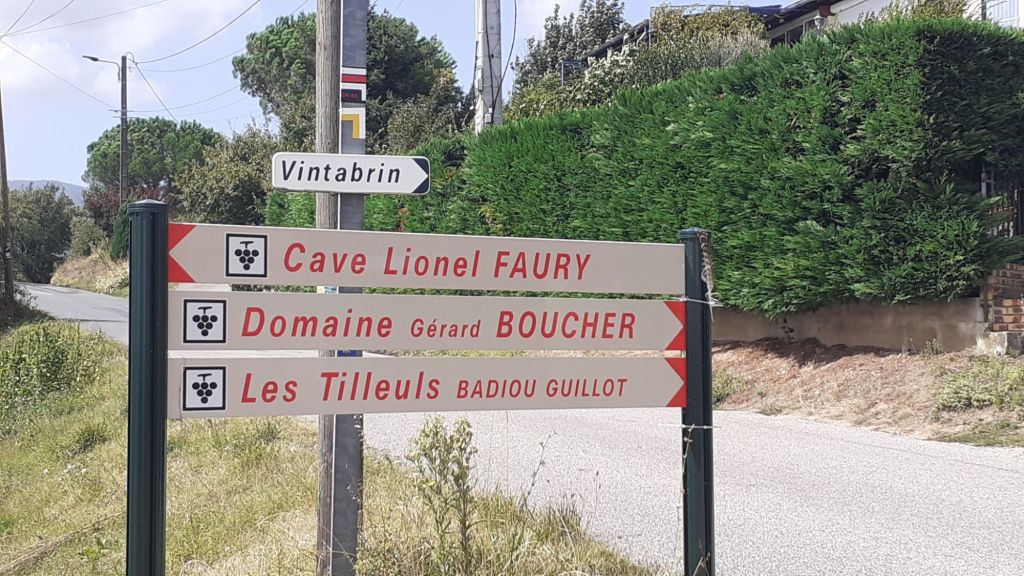 Vintabrin
Cave Lionel FAURY
Domaine Gérard BOUCHER
Les Tilleuls BADIOU GUILLOT